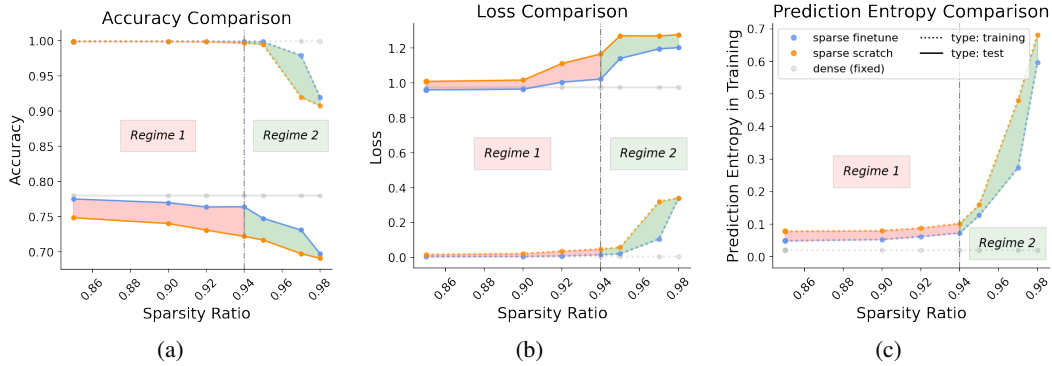 Accuracy Comparison
1.00
0.95
0.90
0.85
0.80
0.75
0.70
Accuracy
Regime 1
Regime 2
0.86
0.88
0.90
0.92
0.94
0.96
0.98
Sparsity Ratio
(a)
Loss Comparison
1.2
1.0
0.8
0.6
0.4
0.2
0.0
Loss
Regime 1
Regime 2
0.86
0.88
0.90
0.92
0.94
0.96
0.98
Sparsity Ratio
(b)
Prediction Entropy Comparison
sparse finetune
sparse scratch
dense (fixed)
type: training
type: test
0.7
0.6
0.5
0.4
0.3
0.2
0.1
0.0
Prediction Entropy in Training
Regime 1
Regime 2
0.86
0.88
0.90
0.92
0.94
0.96
0.98
Sparsity Ratio
(c)